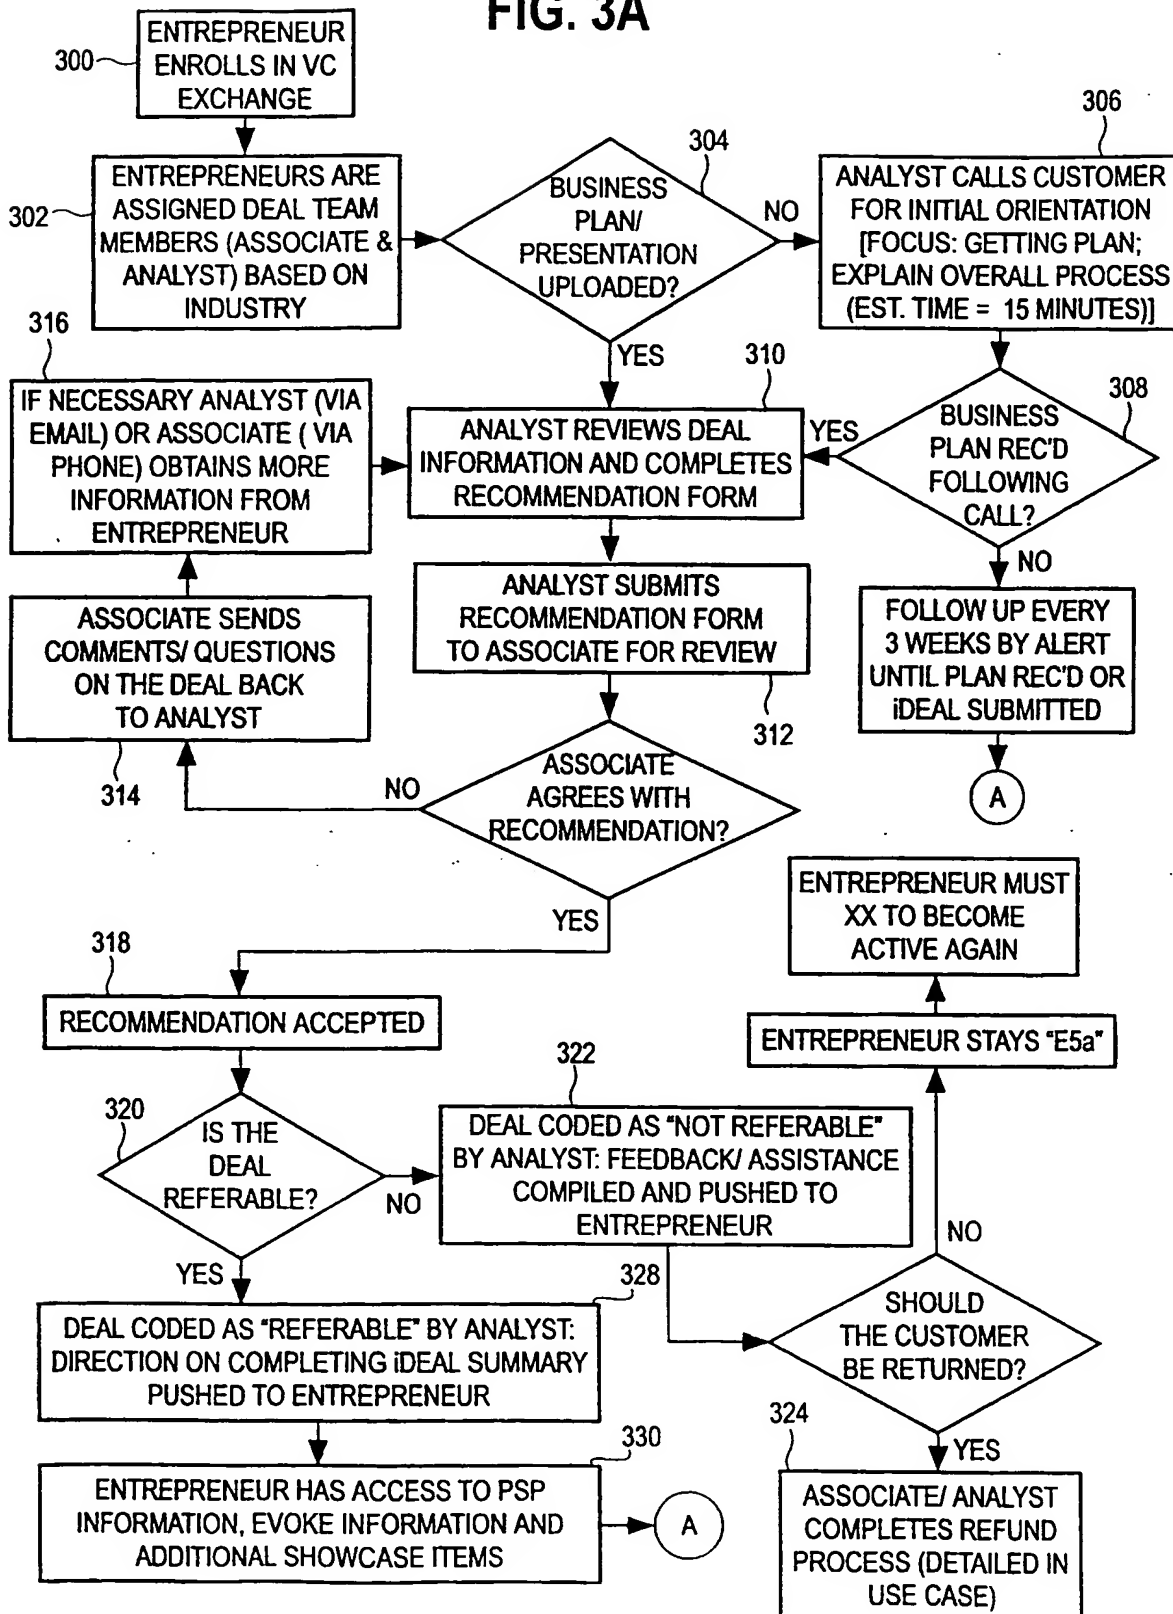 FIG. 3A
300
ENTREPRENEUR
ENROLLS IN VC
EXCHANGE
302
ENTREPRENEURS ARE
ASSIGNED DEAL TEAM
MEMBERS (ASSOCIATE &
ANALYST) BASED ON
INDUSTRY
304
BUSINESS
PLAN/
PRESENTATION
UPLOADED?
NO
YES
306
ANALYST CALLS CUSTOMER
FOR INITIAL ORIENTATION
[FOCUS: GETTING PLAN;
EXPLAIN OVERALL PROCESS
(EST. TIME = 15 MINUTES)]
308
BUSINESS
PLAN REC'D
FOLLOWING
CALL?
YES
NO
FOLLOW UP EVERY
3 WEEKS BY ALERT
UNTIL PLAN REC'D OR
iDEAL SUBMITTED
A
310
ANALYST REVIEWS DEAL
INFORMATION AND COMPLETES
RECOMMENDATION FORM
316
IF NECESSARY ANALYST (VIA
EMAIL) OR ASSOCIATE ( VIA
PHONE) OBTAINS MORE
INFORMATION FROM
ENTREPRENEUR
ANALYST SUBMITS
RECOMMENDATION FORM
TO ASSOCIATE FOR REVIEW
312
ASSOCIATE SENDS
COMMENTS/ QUESTIONS
ON THE DEAL BACK
TO ANALYST
314
ASSOCIATE
AGREES WITH
RECOMMENDATION?
NO
YES
318
RECOMMENDATION ACCEPTED
320
IS THE
DEAL
REFERABLE?
NO
YES
322
DEAL CODED AS "NOT REFERABLE"
BY ANALYST: FEEDBACK/ ASSISTANCE
COMPILED AND PUSHED TO
ENTREPRENEUR
ENTREPRENEUR MUST
XX TO BECOME
ACTIVE AGAIN
ENTREPRENEUR STAYS "E5a"
NO
SHOULD
THE CUSTOMER
BE RETURNED?
YES
324
ASSOCIATE/ ANALYST
COMPLETES REFUND
PROCESS (DETAILED IN
USE CASE)
328
DEAL CODED AS "REFERABLE" BY ANALYST:
DIRECTION ON COMPLETING iDEAL SUMMARY
PUSHED TO ENTREPRENEUR
330
ENTREPRENEUR HAS ACCESS TO PSP
INFORMATION, EVOKE INFORMATION AND
ADDITIONAL SHOWCASE ITEMS
A